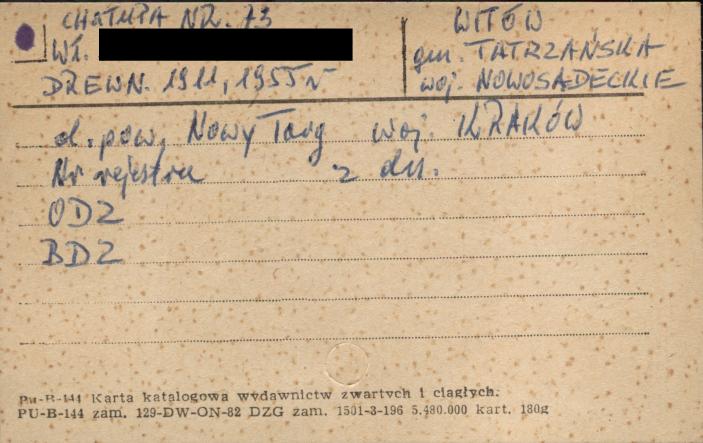 CHAŁUPA NR. 73
WITÓW
Wł.
gm. TATRZAŃSKA
DREWN. 1911, 1955 r
woj. NOWOSĄDECKIE
d. pow. Nowy Targ woj. KRAKÓW
Nr rejestru z dn.
ODZ
BDZ
Pu-B-144 Karta katalogowa wydawnictw zwartych i ciągłych.
PU-B-144 zam. 129-DW-ON-82 DZG zam. 1501-3-196 5.480.000 kart. 180g